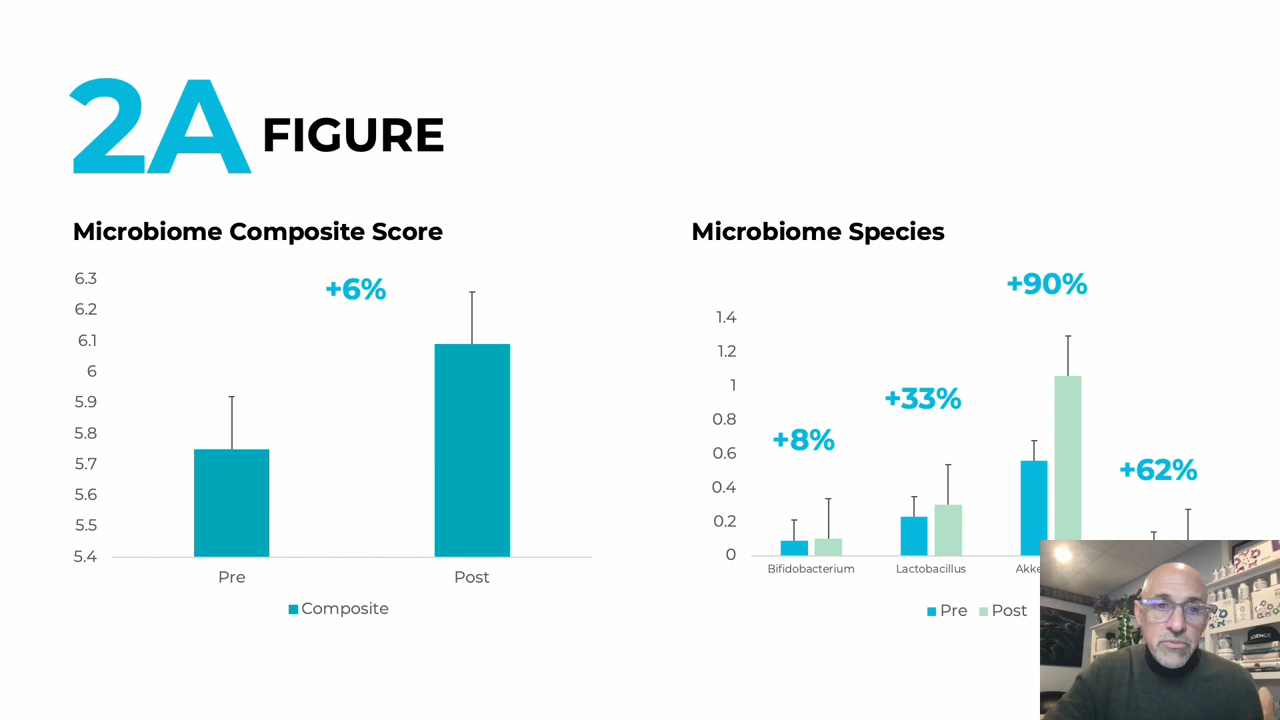 2A FIGURE
Microbiome Composite Score
+6%
6.3
6.2
6.1
6
5.9
5.8
5.7
5.6
5.5
5.4
Pre
Post
Composite
Microbiome Species
+90%
+33%
+8%
+62%
1.4
1.2
1
0.8
0.6
0.4
0.2
0
Bifidobacterium
Lactobacillus
Akke
Pre
Post